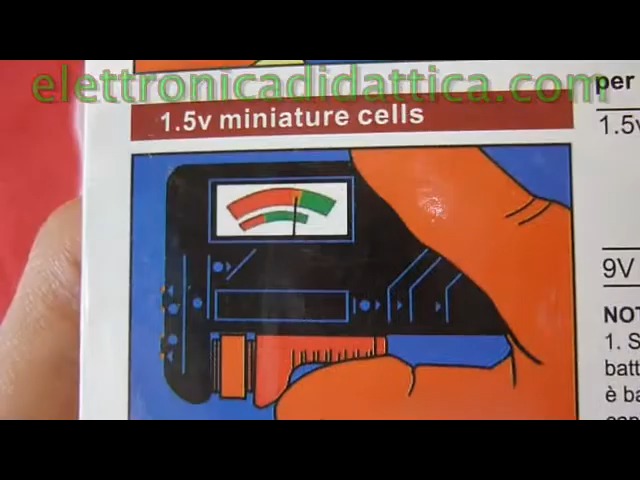 elettronicadidattica.com
1.5v miniature cells
per
1.5v
9V
NOT
1. S
batt
è ba